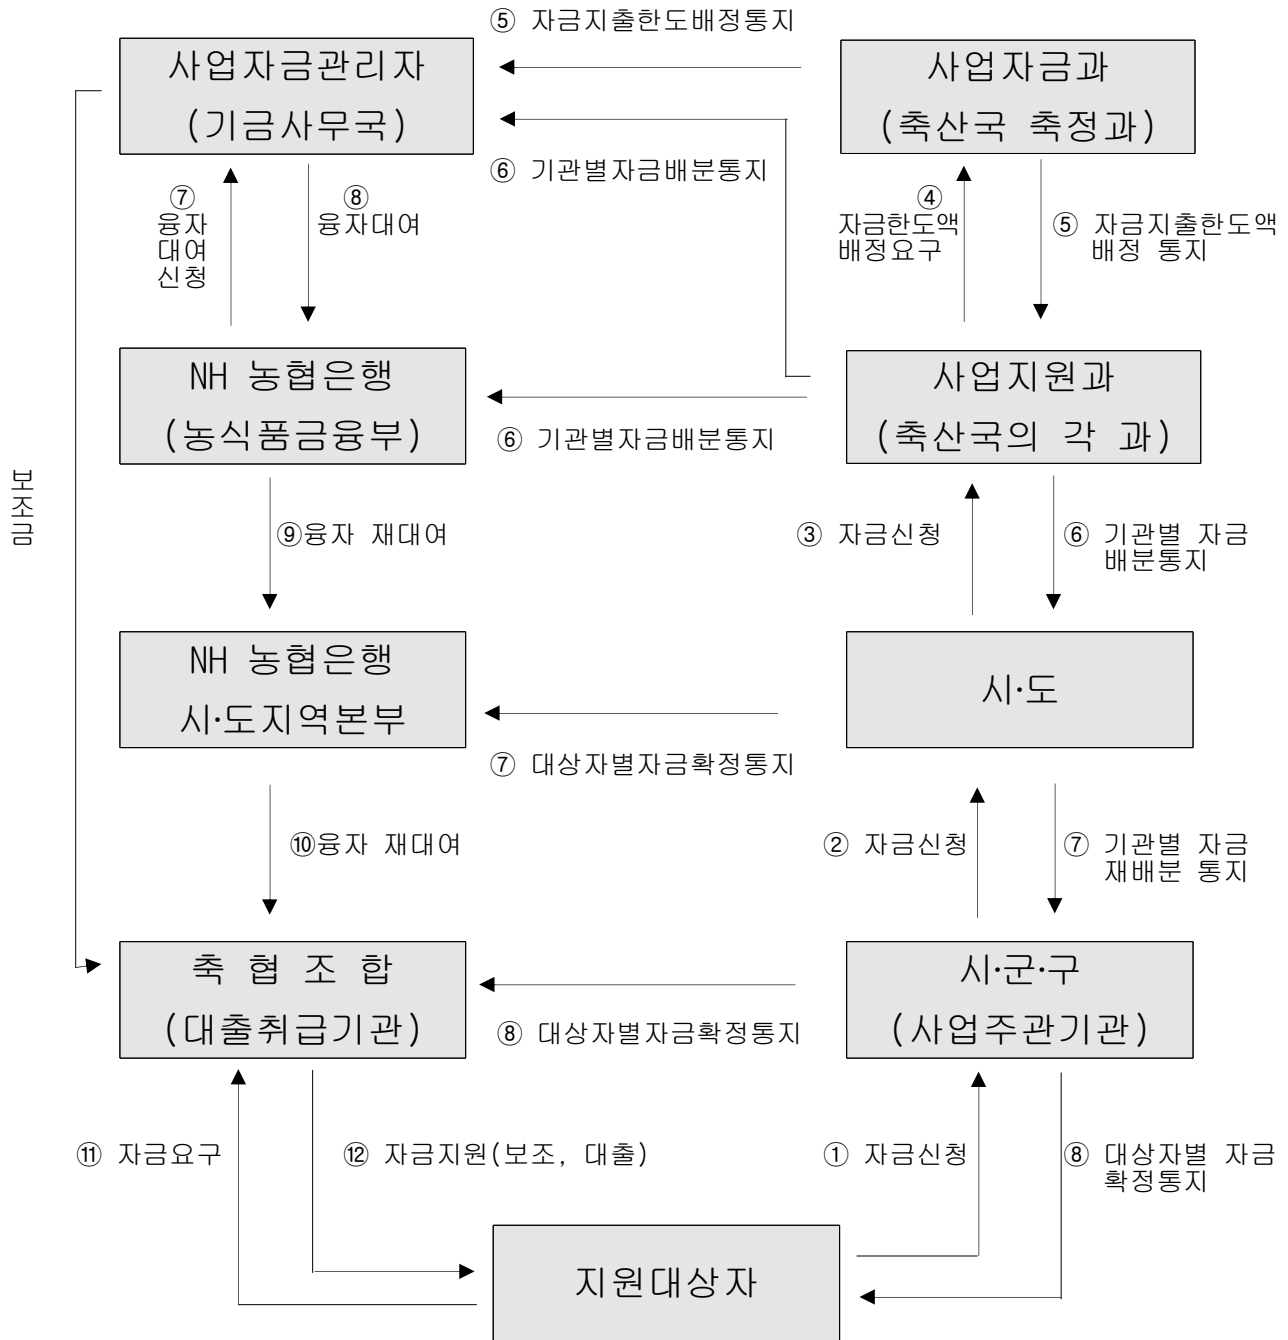 ⑤ 자금지출한도배정통지
사업자금관리자
(기금사무국)
사업자금과
(축산국 축정과)
⑥ 기관별자금배분통지
⑦
융자
대여
신청
⑧
융자대여
④
자금한도액
배정요구
⑤ 자금지출한도액
배정 통지
NH 농협은행
(농식품금융부)
사업지원과
(축산국의 각 과)
⑥ 기관별자금배분통지
보
조
금
⑨융자 재대여
③ 자금신청
⑥ 기관별 자금
배분통지
NH 농협은행
시·도지역본부
시·도
⑦ 대상자별자금확정통지
⑩융자 재대여
② 자금신청
⑦ 기관별 자금
재배분 통지
축 협 조 합
(대출취급기관)
시·군·구
(사업주관기관)
⑧ 대상자별자금확정통지
⑪ 자금요구
⑫ 자금지원(보조, 대출)
① 자금신청
⑧ 대상자별 자금
확정통지
지원대상자